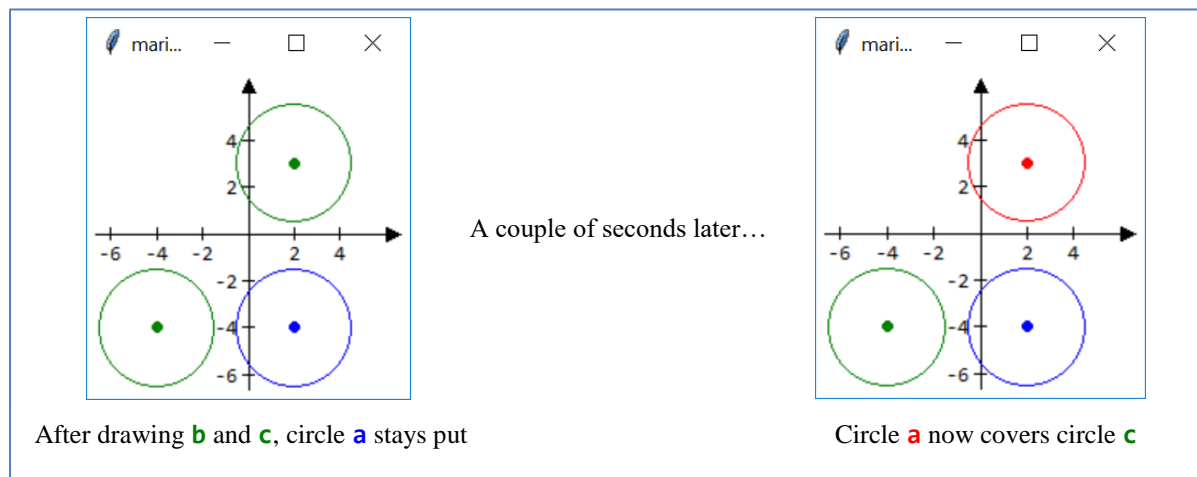 mari...
4
2
-6 -4 -2 2 4
-2
-4
-6
After drawing b and c, circle a stays put
A couple of seconds later…
mari...
4
2
-6 -4 -2 2 4
-2
-4
-6
Circle a now covers circle c